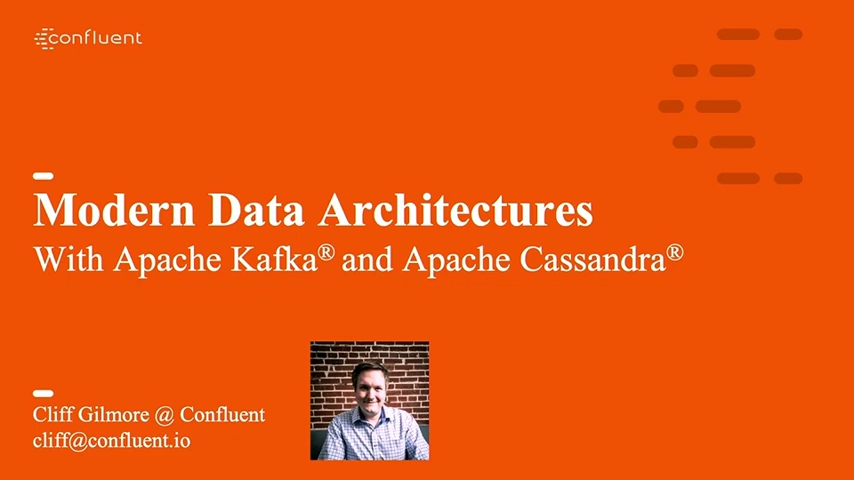 confluent
Modern Data Architectures
With Apache Kafka® and Apache Cassandra®
Cliff Gilmore @ Confluent
cliff@confluent.io